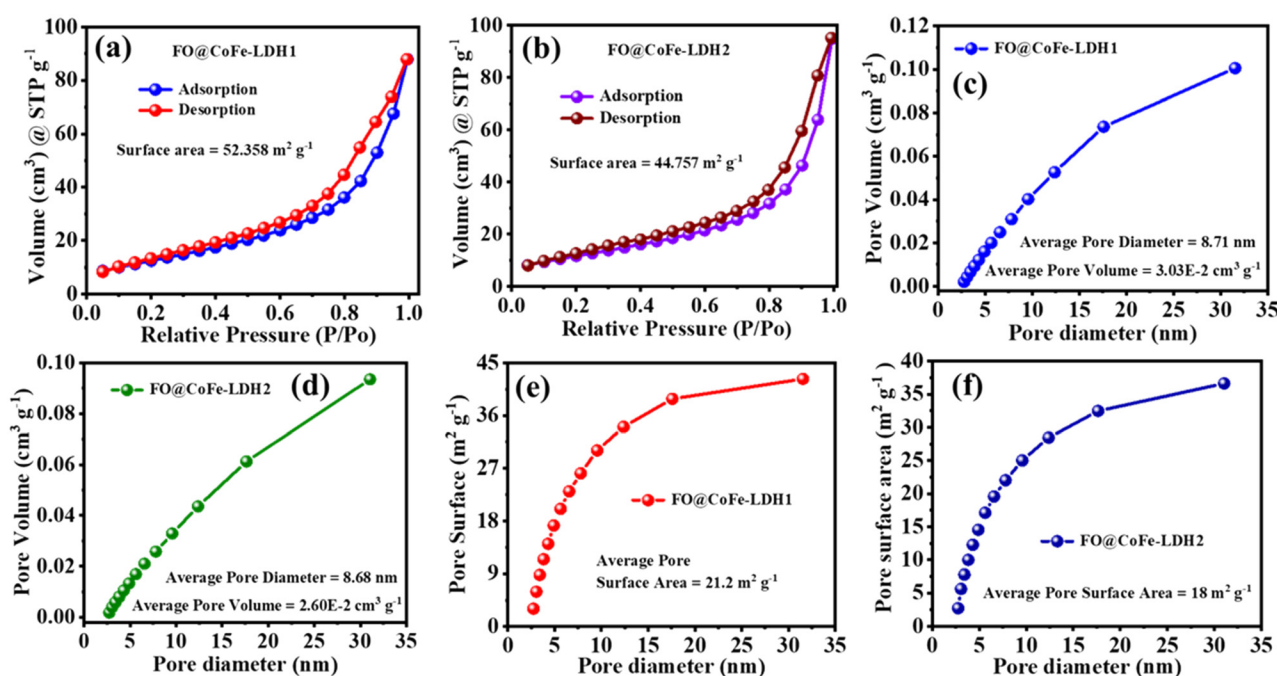 (a)
FO@CoFe-LDH1
Adsorption
Desorption
Surface area = 52.358 m² g⁻¹
Volume (cm³) @ STP g⁻¹
100
80
60
40
20
0
0.0 0.2 0.4 0.6 0.8 1.0
Relative Pressure (P/Po)
(b)
FO@CoFe-LDH2
Adsorption
Desorption
Surface area = 44.757 m² g⁻¹
Volume (cm³) @ STP g⁻¹
100
80
60
40
20
0
0.0 0.2 0.4 0.6 0.8 1.0
Relative Pressure (P/Po)
FO@CoFe-LDH1
(c)
Average Pore Diameter = 8.71 nm
Average Pore Volume = 3.03E-2 cm³ g⁻¹
Pore Volume (cm³ g⁻¹)
0.12
0.10
0.08
0.06
0.04
0.02
0.00
0 5 10 15 20 25 30 35
Pore diameter (nm)
FO@CoFe-LDH2
(d)
Average Pore Diameter = 8.68 nm
Average Pore Volume = 2.60E-2 cm³ g⁻¹
Pore Volume (cm³ g⁻¹)
0.10
0.08
0.06
0.04
0.02
0.00
0 5 10 15 20 25 30 35
Pore diameter (nm)
(e)
FO@CoFe-LDH1
Average Pore
Surface Area = 21.2 m² g⁻¹
Pore Surface (m² g⁻¹)
45
36
27
18
9
0
0 5 10 15 20 25 30 35
Pore diameter (nm)
(f)
FO@CoFe-LDH2
Average Pore Surface Area = 18 m² g⁻¹
Pore surface area (m² g⁻¹)
40
35
30
25
20
15
10
5
0
0 5 10 15 20 25 30 35
Pore diameter (nm)